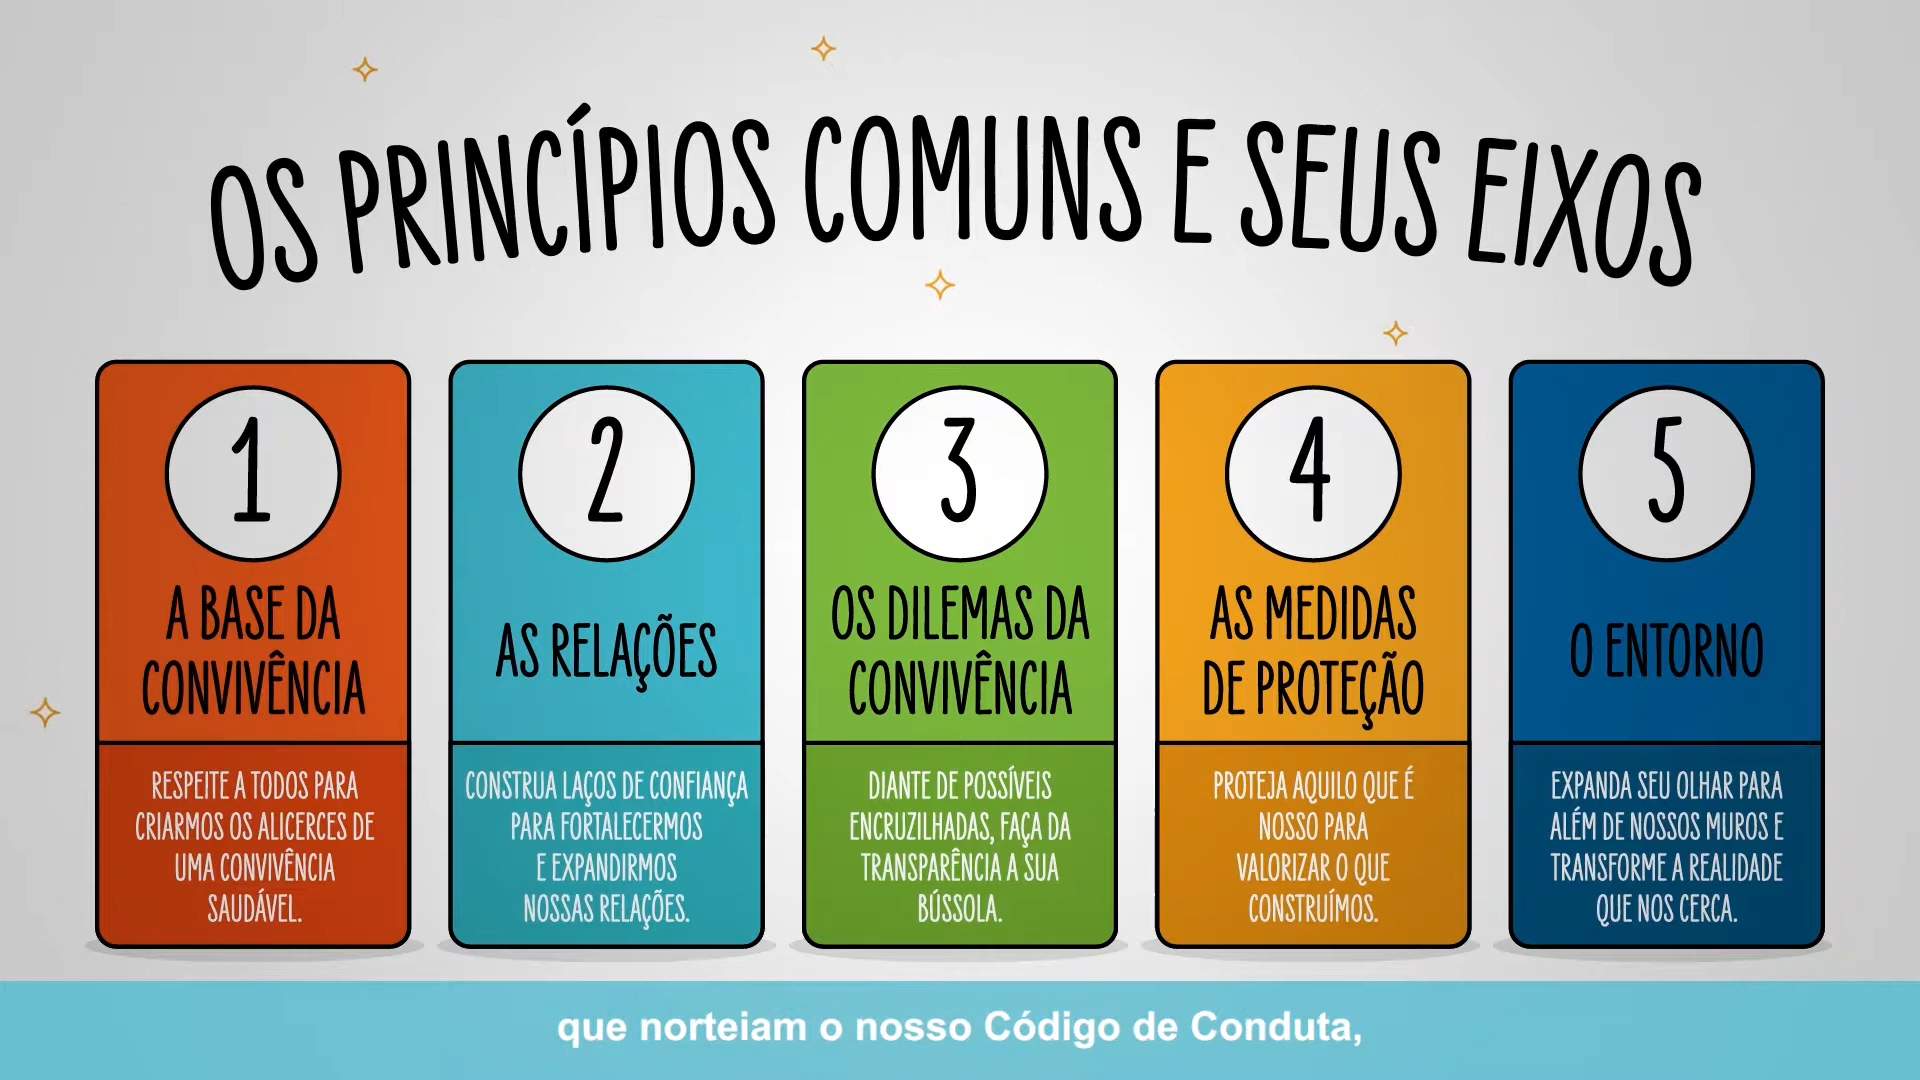 OS PRINCÍPIOS COMUNS E SEUS EIXOS
1
A BASE DA
CONVIVÊNCIA
RESPEITE A TODOS PARA
CRIARMOS OS ALICERCES DE
UMA CONVIVÊNCIA
SAUDÁVEL.
2
AS RELAÇÕES
CONSTRUA LAÇOS DE CONFIANÇA
PARA FORTALECERMOS
E EXPANDIRMOS
NOSSAS RELAÇÕES.
3
OS DILEMAS DA
CONVIVÊNCIA
DIANTE DE POSSÍVEIS
ENCRUZILHADAS, FAÇA DA
TRANSPARÊNCIA A SUA
BÚSSOLA.
4
AS MEDIDAS
DE PROTEÇÃO
PROTEJA AQUILO QUE É
NOSSO PARA
VALORIZAR O QUE
CONSTRUÍMOS.
5
O ENTORNO
EXPANDA SEU OLHAR PARA
ALÉM DE NOSSOS MUROS E
TRANSFORME A REALIDADE
QUE NOS CERCA.
que norteiam o nosso Código de Conduta,